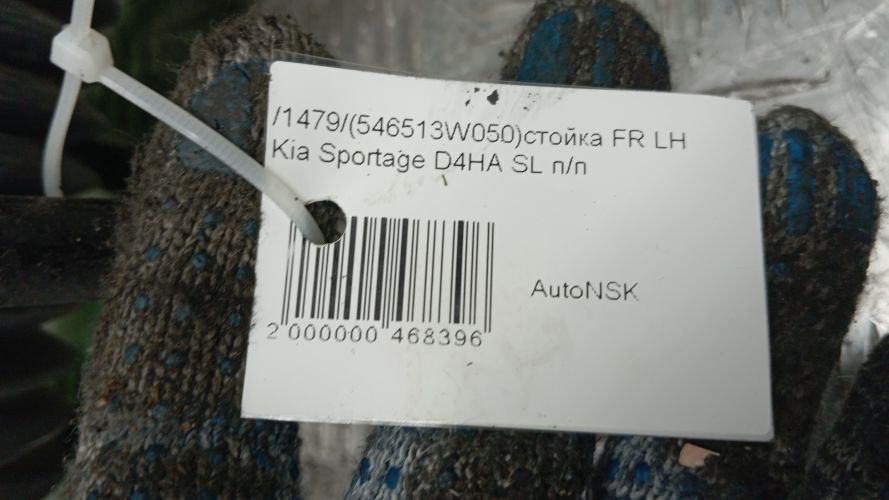 /1479/(546513W050)стойка FR LH
Kia Sportage D4HA SL п/п
AutoNSK
2 000000 468396